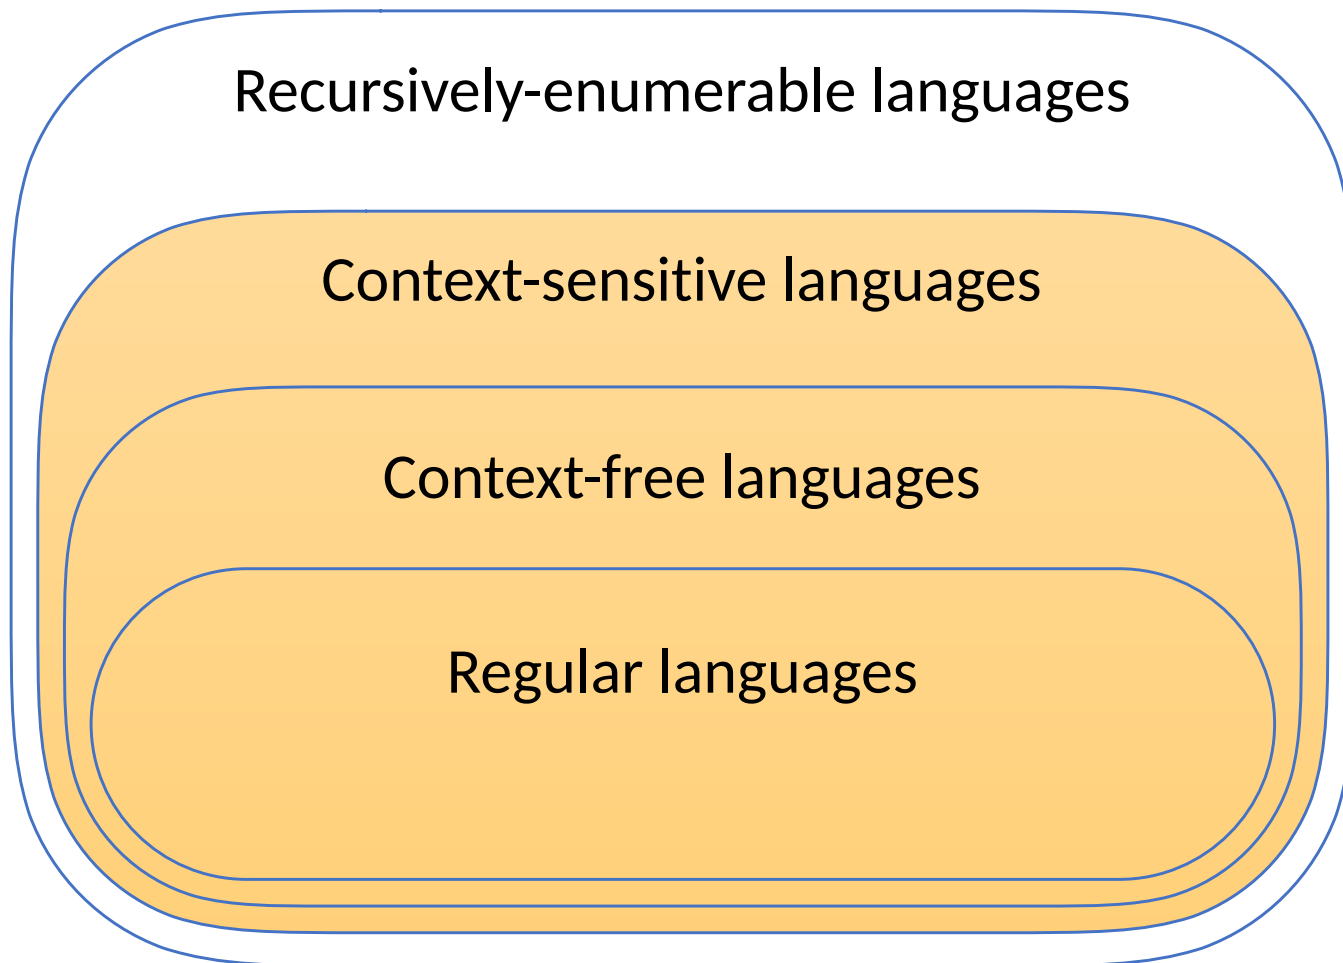 Recursively-enumerable languages
Context-sensitive languages
Context-free languages
Regular languages